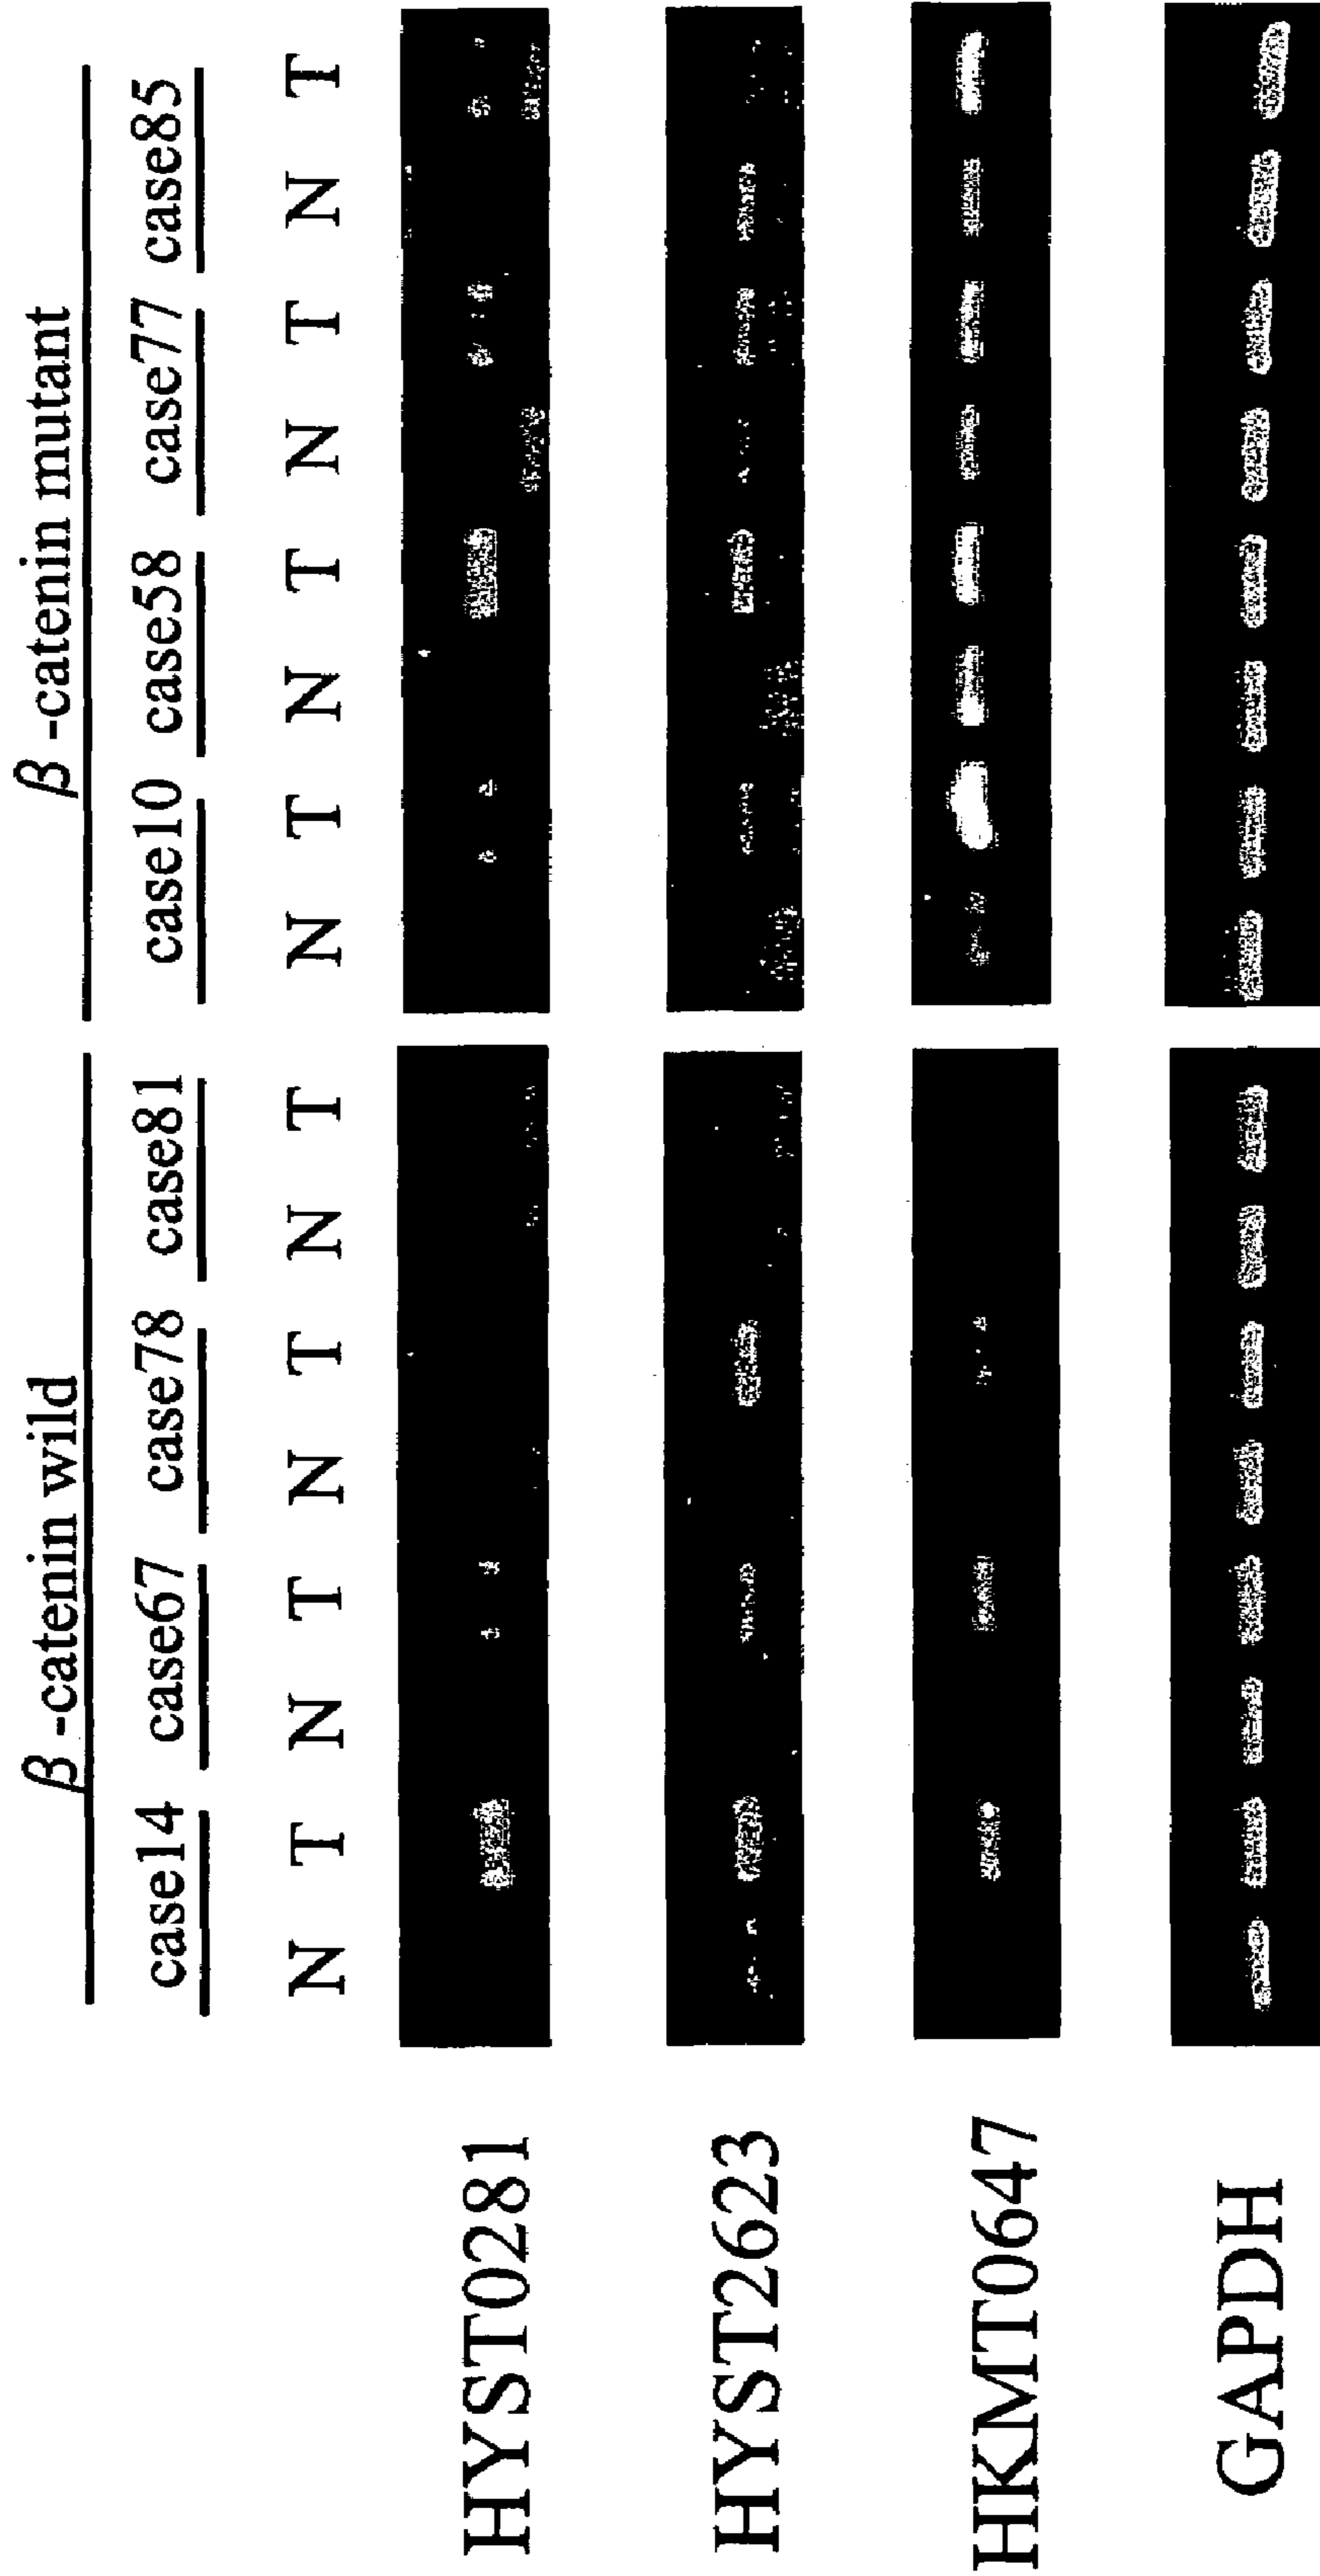 β-catenin wild β-catenin mutant
case14 case67 case78 case81 case10 case58 case77 case85
N T N T N T N T N T N T N T N T
HYST0281
HYST2623
HKMT0647
GAPDH